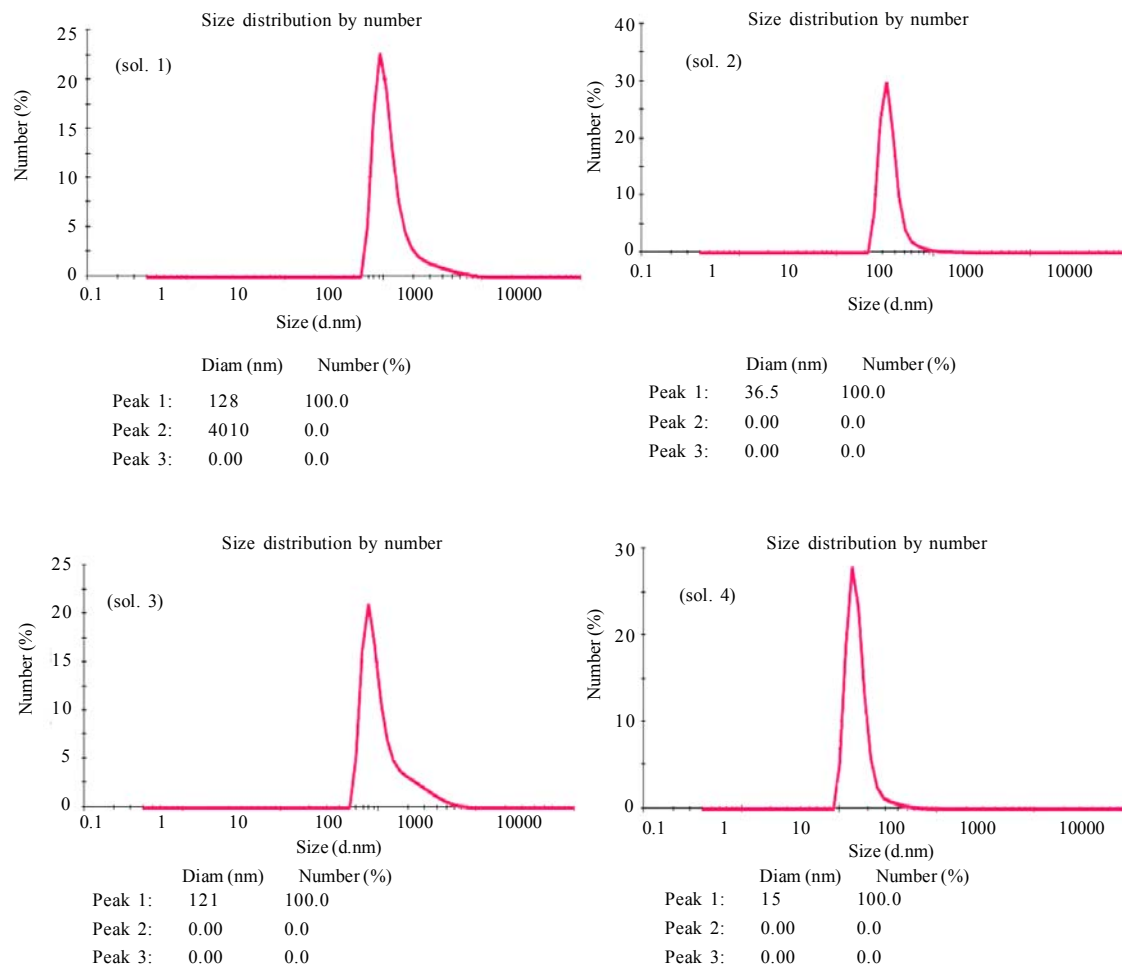 Size distribution by number
(sol. 1)
Number (%)
25
20
15
10
5
0
0.1 1 10 100 1000 10000
Size (d.nm)
Diam (nm) Number (%)
Peak 1: 128 100.0
Peak 2: 4010 0.0
Peak 3: 0.00 0.0
Size distribution by number
(sol. 2)
Number (%)
40
30
20
10
0
0.1 1 10 100 1000 10000
Size (d.nm)
Diam (nm) Number (%)
Peak 1: 36.5 100.0
Peak 2: 0.00 0.0
Peak 3: 0.00 0.0
Size distribution by number
(sol. 3)
Number (%)
25
20
15
10
5
0
0.1 1 10 100 1000 10000
Size (d.nm)
Diam (nm) Number (%)
Peak 1: 121 100.0
Peak 2: 0.00 0.0
Peak 3: 0.00 0.0
Size distribution by number
(sol. 4)
Number (%)
30
20
10
0
0.1 1 10 100 1000 10000
Size (d.nm)
Diam (nm) Number (%)
Peak 1: 15 100.0
Peak 2: 0.00 0.0
Peak 3: 0.00 0.0